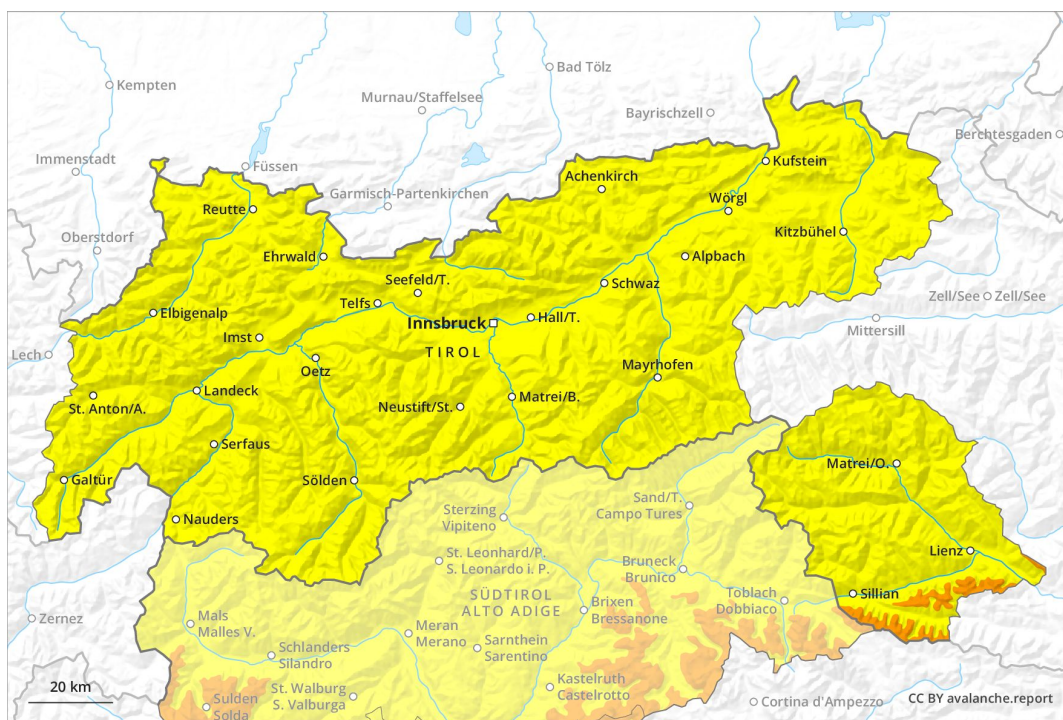 Kempten
Bad Tölz
Murnau/Staffelsee
Bayrischzell
Berchtesgaden
Immenstadt
Füssen
Kufstein
Achenkirch
Garmisch-Partenkirchen
Wörgl
Reutte
Kitzbühel
Oberstdorf
Ehrwald
Alpbach
Seefeld/T.
Schwaz
Telfs
Zell/See
Zell/See
Elbigenalp
Innsbruck
Hall/T.
Mittersill
Imst
TIROL
Lech
Oetz
Mayrhofen
Landeck
St. Anton/A.
Neustift/St.
Matrei/B.
Serfaus
Matrei/O.
Galtür
Sölden
Sand/T.
Campo Tures
Sterzing
Vipiteno
Nauders
Lienz
St. Leonhard/P.
S. Leonardo i. P.
Bruneck
Brunico
SÜDTIROL
ALTO ADIGE
Sillian
Toblach
Dobbiaco
Brixen
Bressanone
Zernez
Mals
Malles V.
Meran
Merano
Sarnthein
Sarentino
Schlanders
Silandro
20 km
St. Walburg
S. Valburga
Kastelruth
Castelrotto
Sulden
Solda
Cortina d'Ampezzo
CC BY avalanche.report